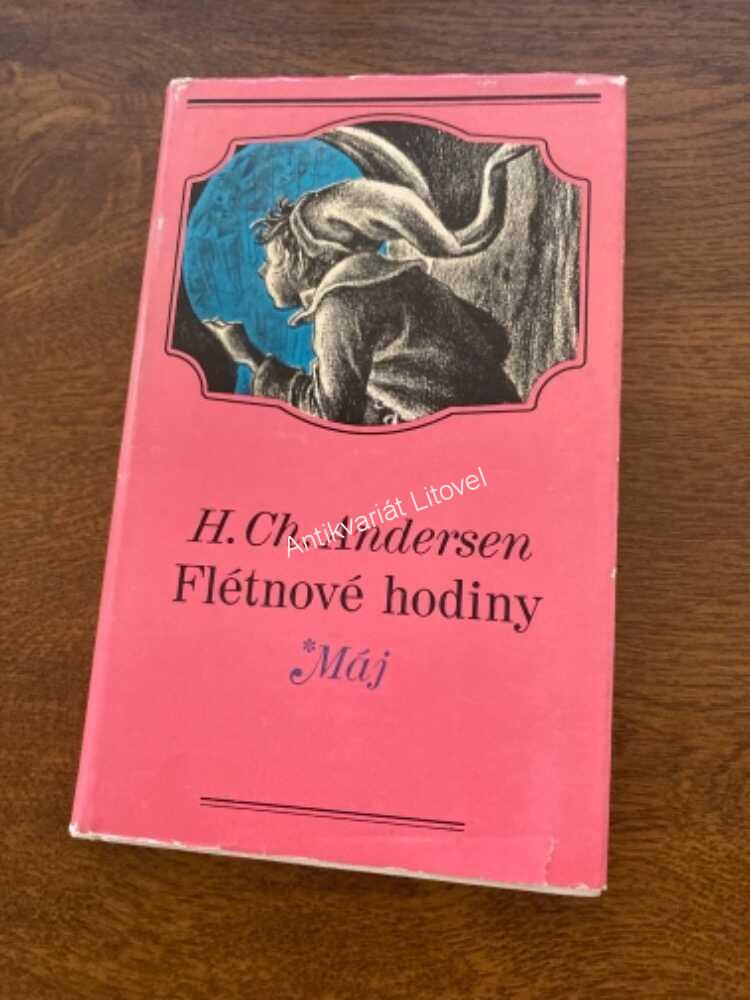 H. Ch. Andersen
Antikvariát Litovel
Flétnové hodiny
*Máj